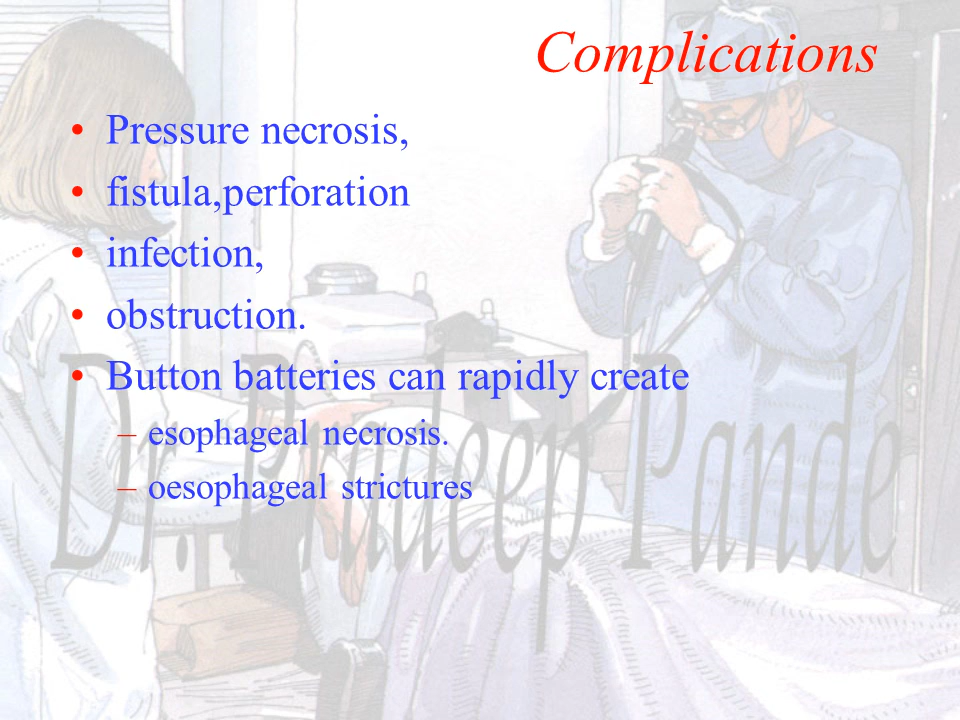 Complications
• Pressure necrosis,
• fistula,perforation
• infection,
• obstruction.
• Button batteries can rapidly create
– esophageal necrosis.
– oesophageal strictures
Dr. Pradeep Pande